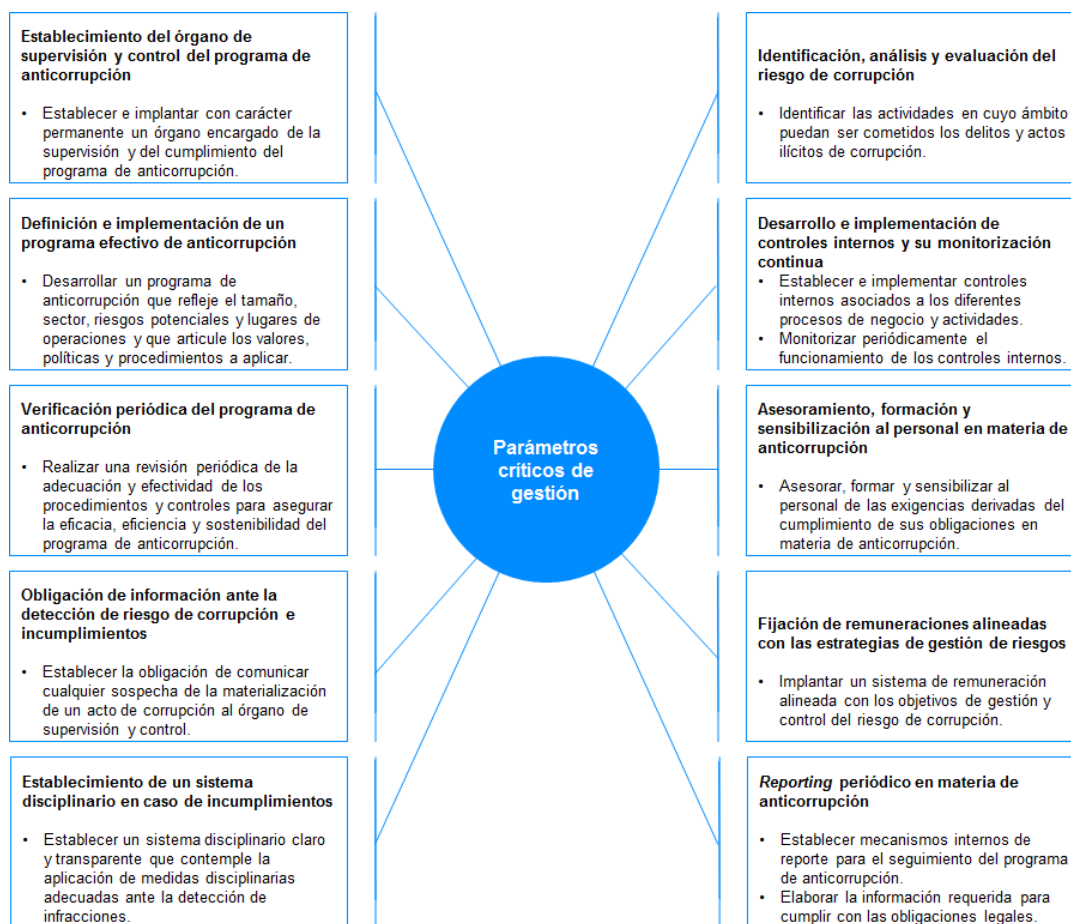 Establecimiento del órgano de
supervisión y control del programa de
anticorrupción
• Establecer e implantar con carácter
permanente un órgano encargado de la
supervisión y del cumplimiento del
programa de anticorrupción.
Definición e implementación de un
programa efectivo de anticorrupción
• Desarrollar un programa de
anticorrupción que refleje el tamaño,
sector, riesgos potenciales y lugares de
operaciones y que articule los valores,
políticas y procedimientos a aplicar.
Verificación periódica del programa de
anticorrupción
• Realizar una revisión periódica de la
adecuación y efectividad de los
procedimientos y controles para asegurar
la eficacia, eficiencia y sostenibilidad del
programa de anticorrupción.
Obligación de información ante la
detección de riesgo de corrupción e
incumplimientos
• Establecer la obligación de comunicar
cualquier sospecha de la materialización
de un acto de corrupción al órgano de
supervisión y control.
Establecimiento de un sistema
disciplinario en caso de incumplimientos
• Establecer un sistema disciplinario claro
y transparente que contemple la
aplicación de medidas disciplinarias
adecuadas ante la detección de
infracciones.
Parámetros
críticos de
gestión
Identificación, análisis y evaluación del
riesgo de corrupción
• Identificar las actividades en cuyo ámbito
puedan ser cometidos los delitos y actos
ilícitos de corrupción.
Desarrollo e implementación de
controles internos y su monitorización
continua
• Establecer e implementar controles
internos asociados a los diferentes
procesos de negocio y actividades.
• Monitorizar periódicamente el
funcionamiento de los controles internos.
Asesoramiento, formación y
sensibilización al personal en materia de
anticorrupción
• Asesorar, formar y sensibilizar al
personal de las exigencias derivadas del
cumplimiento de sus obligaciones en
materia de anticorrupción.
Fijación de remuneraciones alineadas
con las estrategias de gestión de riesgos
• Implantar un sistema de remuneración
alineada con los objetivos de gestión y
control del riesgo de corrupción.
Reporting periódico en materia de
anticorrupción
• Establecer mecanismos internos de
reporte para el seguimiento del programa
de anticorrupción.
• Elaborar la información requerida para
cumplir con las obligaciones legales.